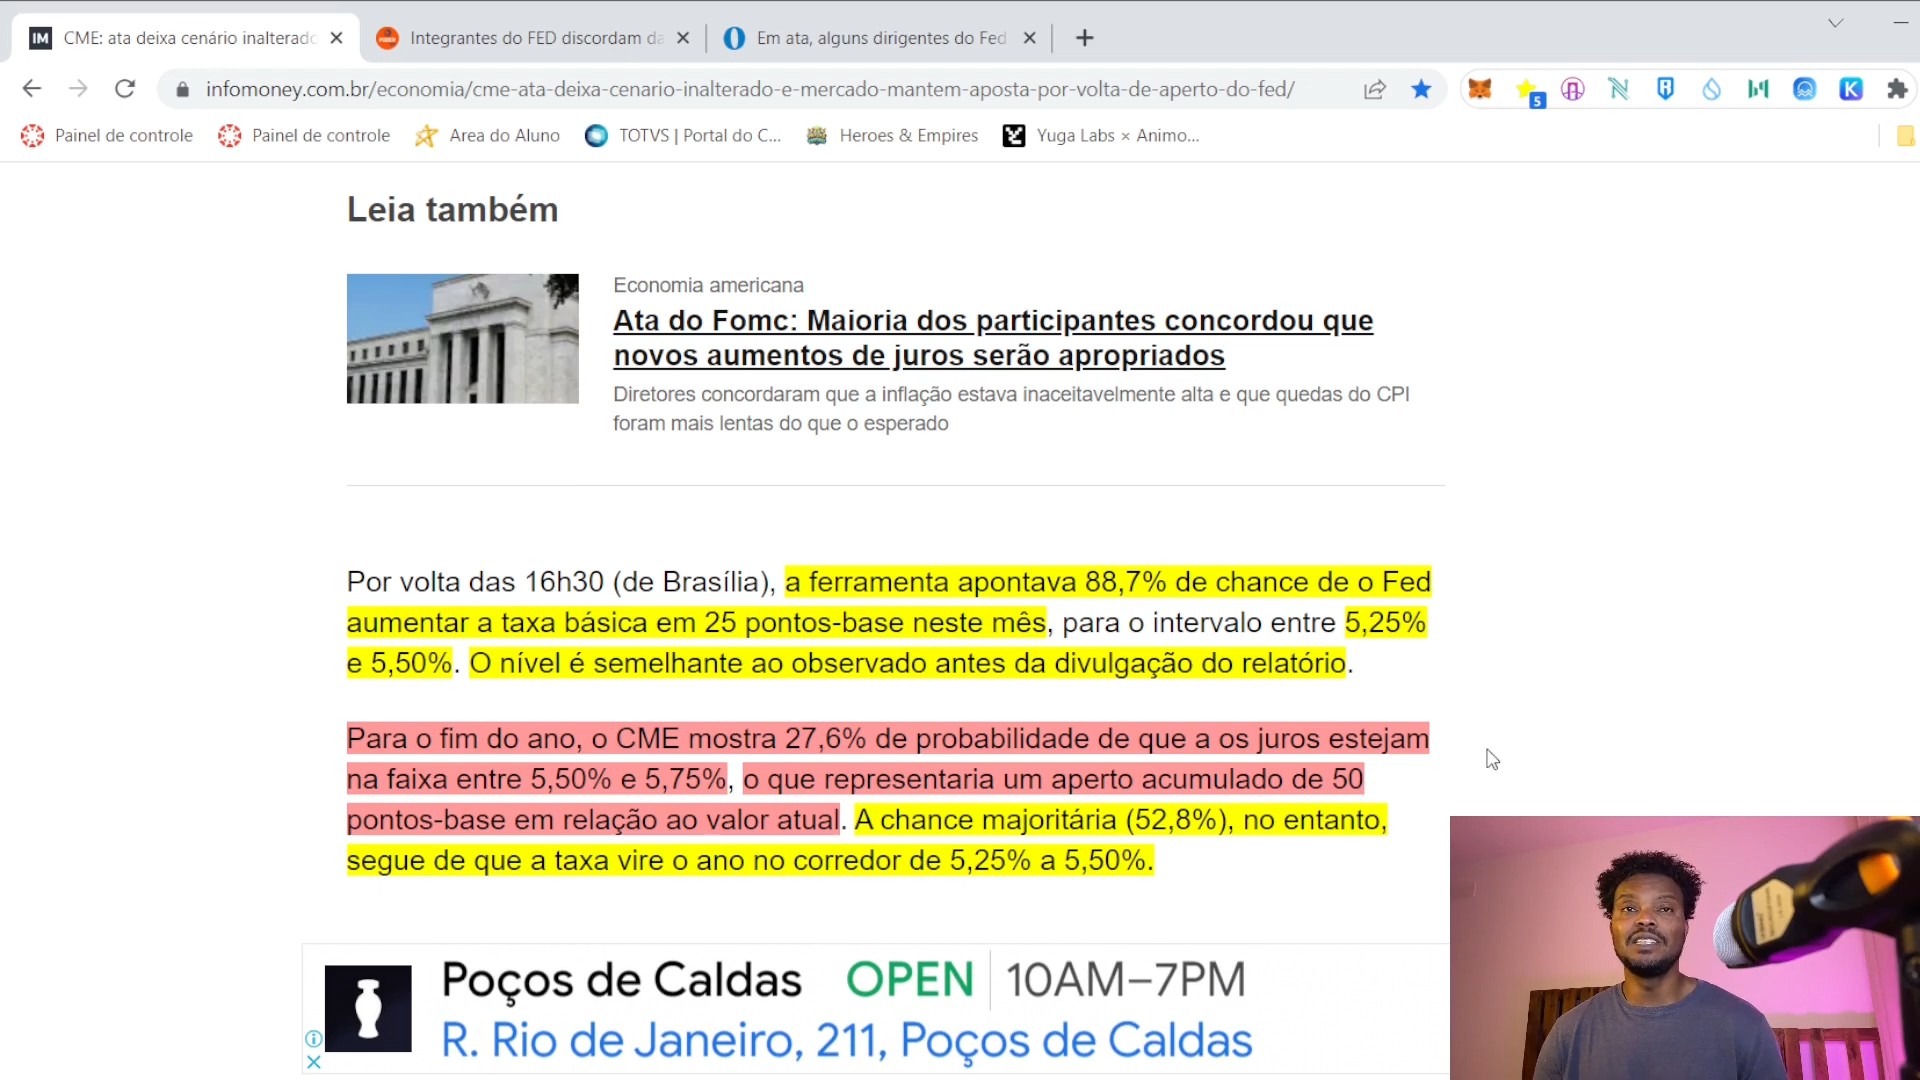 IM CME: ata deixa cenário inalterado
Integrantes do FED discordam da
Em ata, alguns dirigentes do Fed
infomoney.com.br/economia/cme-ata-deixa-cenario-inalterado-e-mercado-mantem-aposta-por-volta-de-aperto-do-fed/
5
K
Painel de controle
Painel de controle
Area do Aluno
TOTVS | Portal do C...
Heroes & Empires
Yuga Labs × Animo...
Leia também
Economia americana
Ata do Fomc: Maioria dos participantes concordou que
novos aumentos de juros serão apropriados
Diretores concordaram que a inflação estava inaceitavelmente alta e que quedas do CPI
foram mais lentas do que o esperado
Por volta das 16h30 (de Brasília), a ferramenta apontava 88,7% de chance de o Fed
aumentar a taxa básica em 25 pontos-base neste mês, para o intervalo entre 5,25%
e 5,50%. O nível é semelhante ao observado antes da divulgação do relatório.
Para o fim do ano, o CME mostra 27,6% de probabilidade de que a os juros estejam
na faixa entre 5,50% e 5,75%, o que representaria um aperto acumulado de 50
pontos-base em relação ao valor atual. A chance majoritária (52,8%), no entanto,
segue de que a taxa vire o ano no corredor de 5,25% a 5,50%.
Poços de Caldas OPEN 10AM–7PM
R. Rio de Janeiro, 211, Poços de Caldas